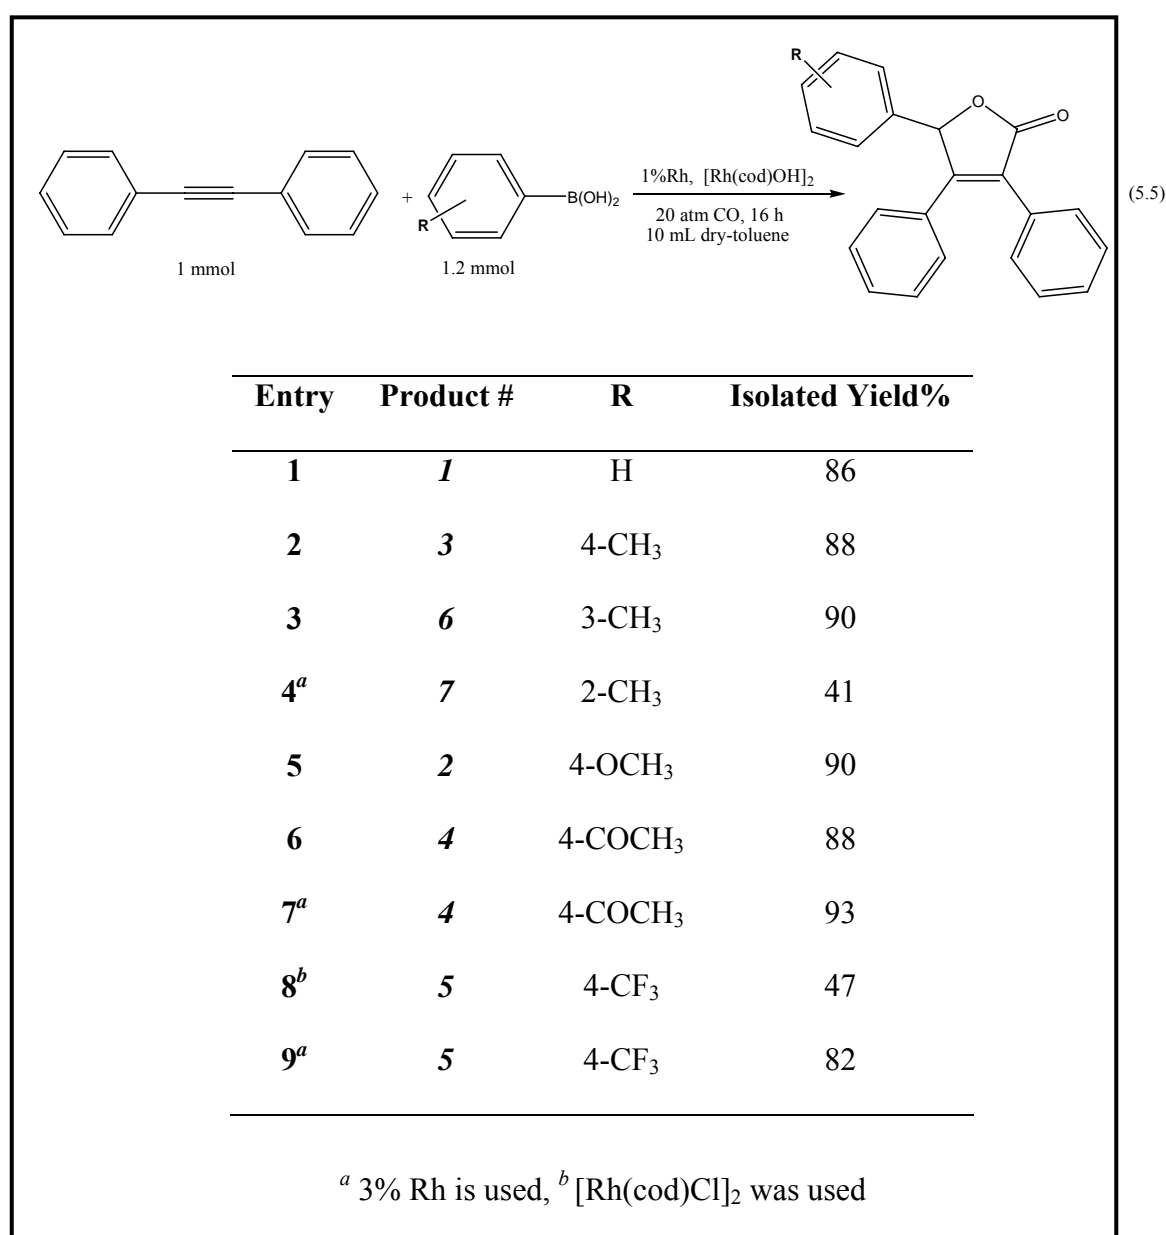 R
O
O
+
R
B(OH)₂
1%Rh, [Rh(cod)OH]₂
20 atm CO, 16 h
10 mL dry-toluene
(5.5)
1 mmol
1.2 mmol
Entry Product # R Isolated Yield%
1 1 H 86
2 3 4-CH₃ 88
3 6 3-CH₃ 90
4ᵃ 7 2-CH₃ 41
5 2 4-OCH₃ 90
6 4 4-COCH₃ 88
7ᵃ 4 4-COCH₃ 93
8ᵇ 5 4-CF₃ 47
9ᵃ 5 4-CF₃ 82
ᵃ 3% Rh is used, ᵇ [Rh(cod)Cl]₂ was used